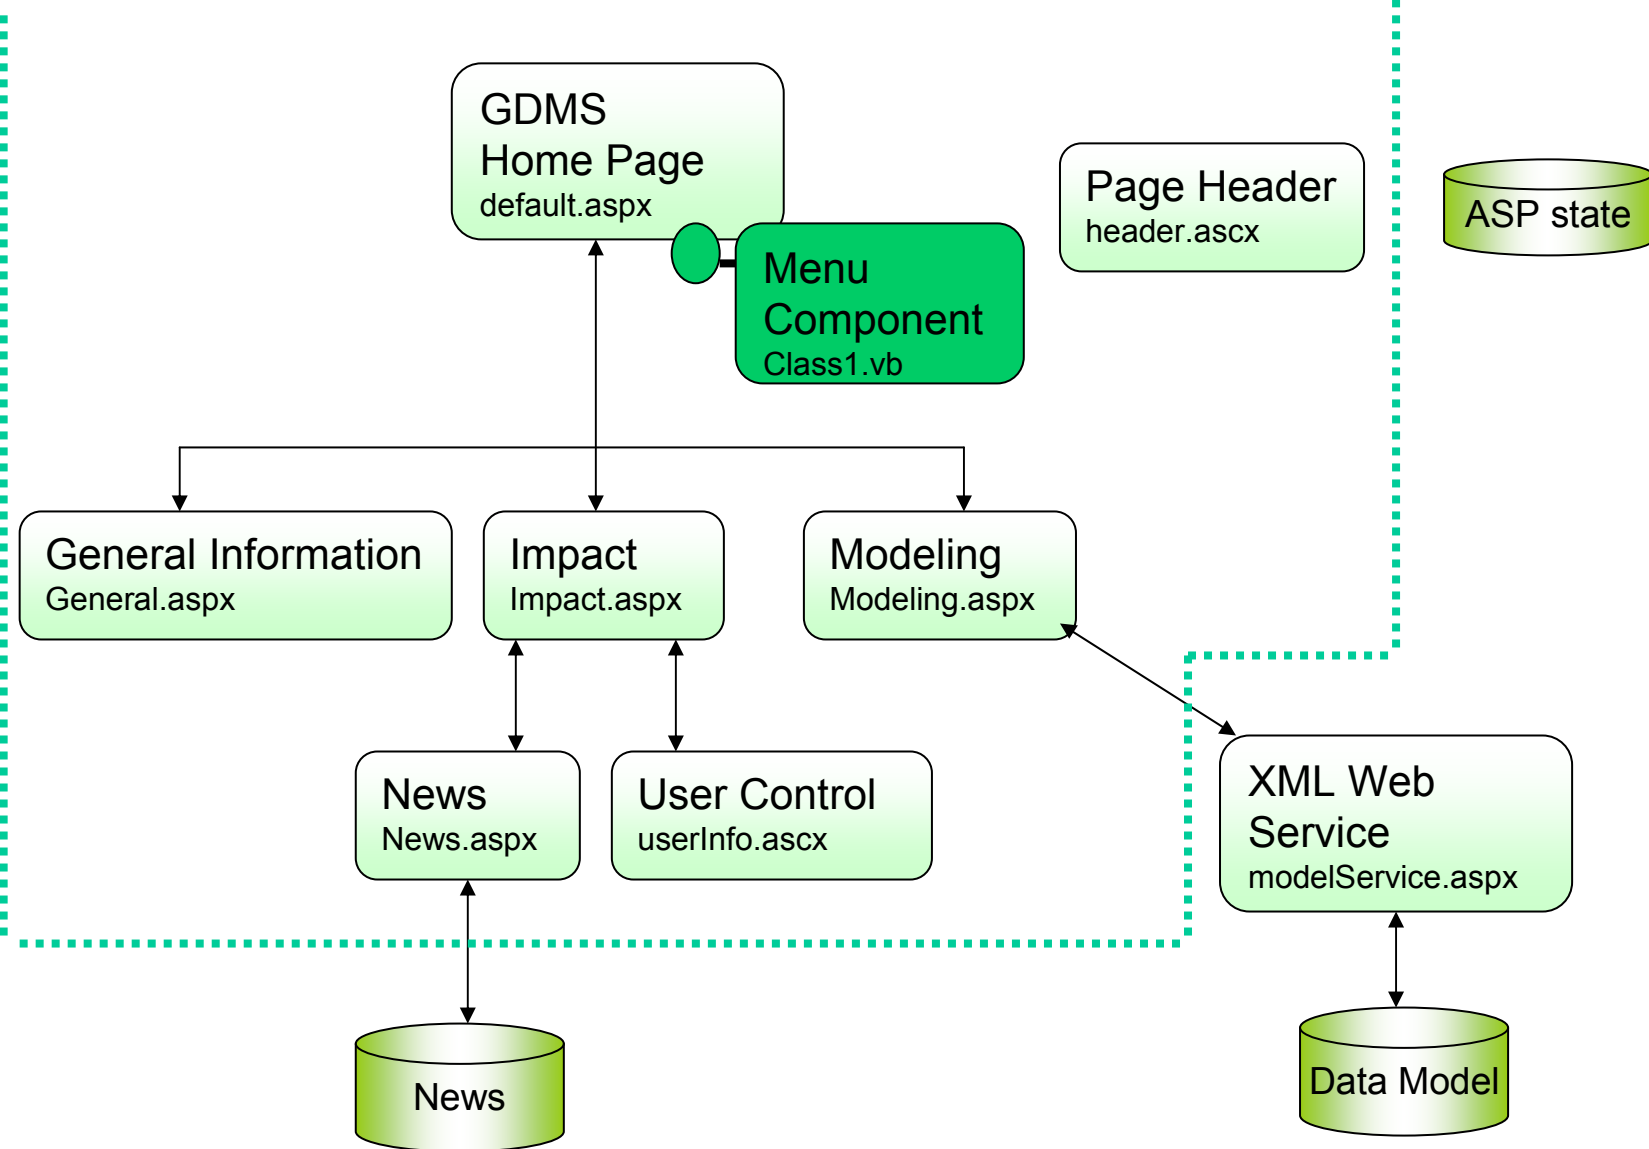 GDMS
Home Page
default.aspx
Page Header
header.ascx
ASP state
Menu
Component
Class1.vb
General Information
General.aspx
Impact
Impact.aspx
Modeling
Modeling.aspx
News
News.aspx
User Control
userInfo.ascx
XML Web
Service
modelService.aspx
News
Data Model